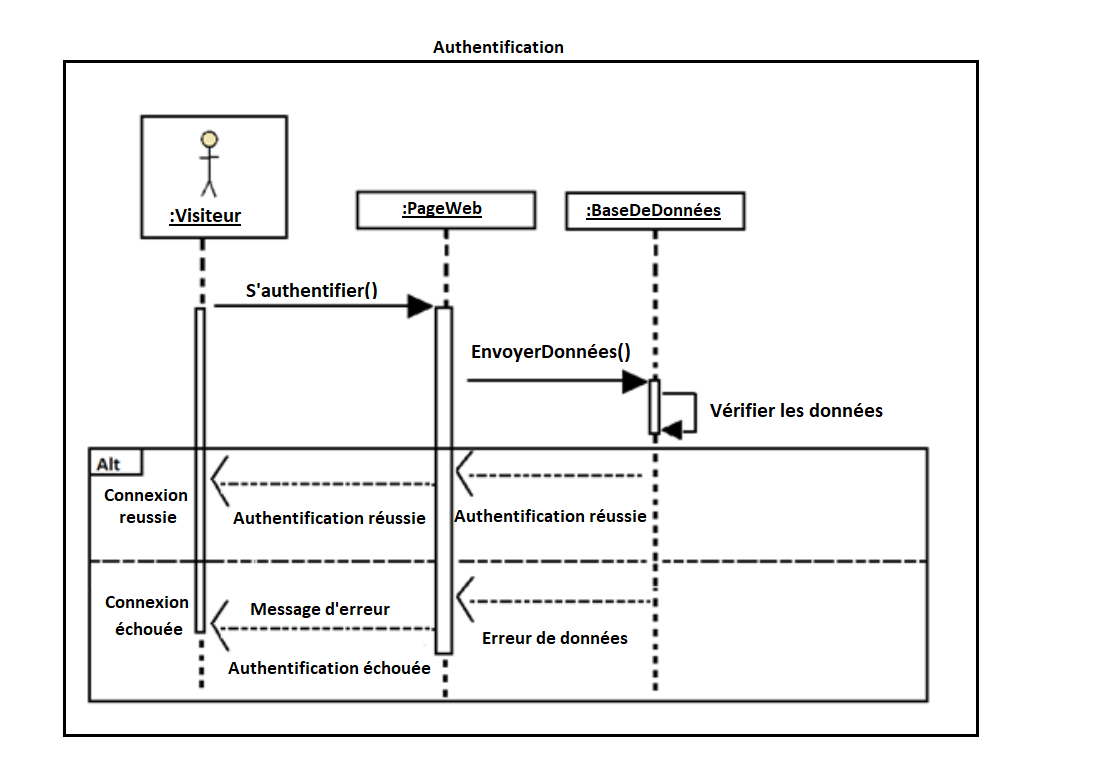 Authentification
:Visiteur
:PageWeb
:BaseDeDonnées
S'authentifier()
EnvoyerDonnées()
Vérifier les données
Alt
Connexion
reussie
Authentification réussie
Authentification réussie
Connexion
échouée
Message d'erreur
Erreur de données
Authentification échouée